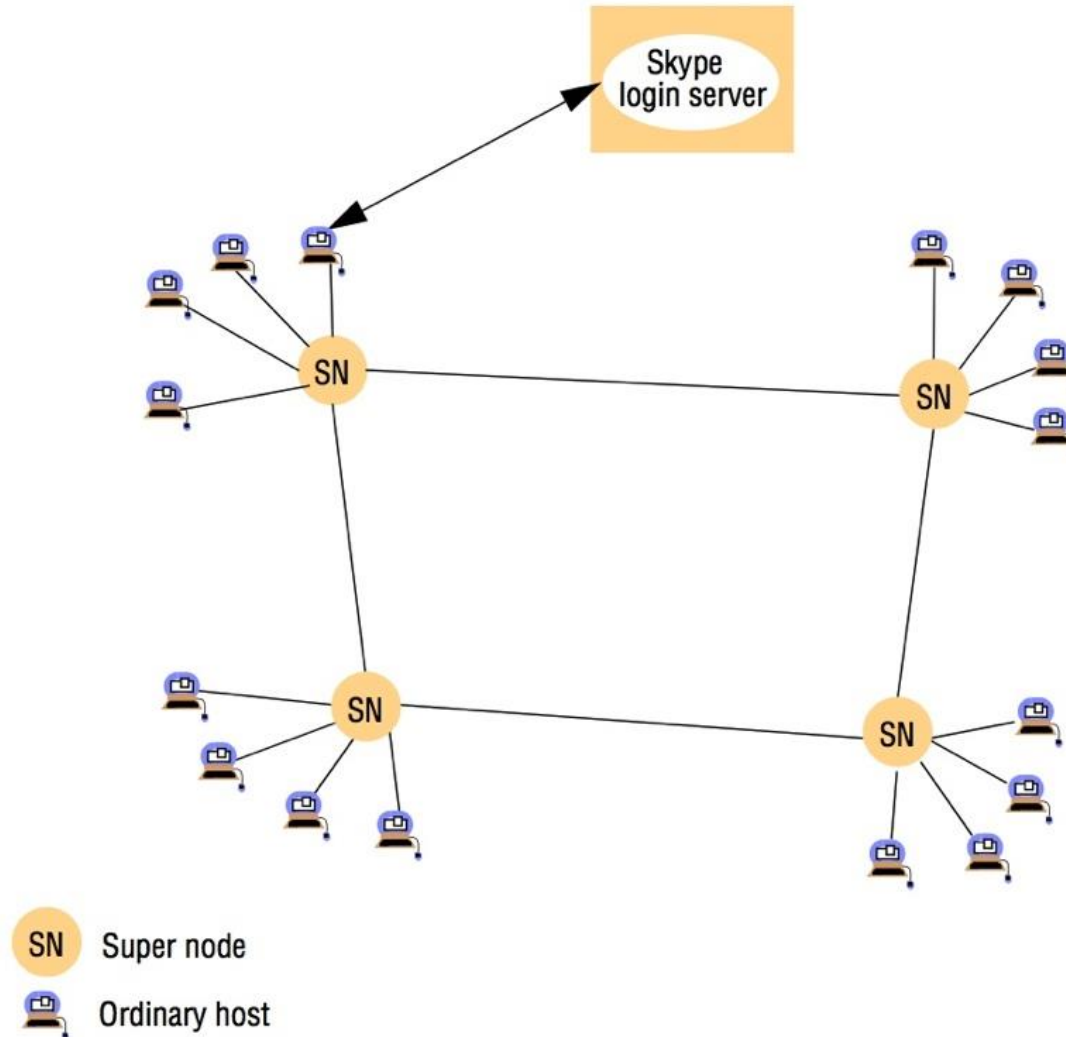 Skype
login server
SN
SN
SN
SN
SN Super node
Ordinary host